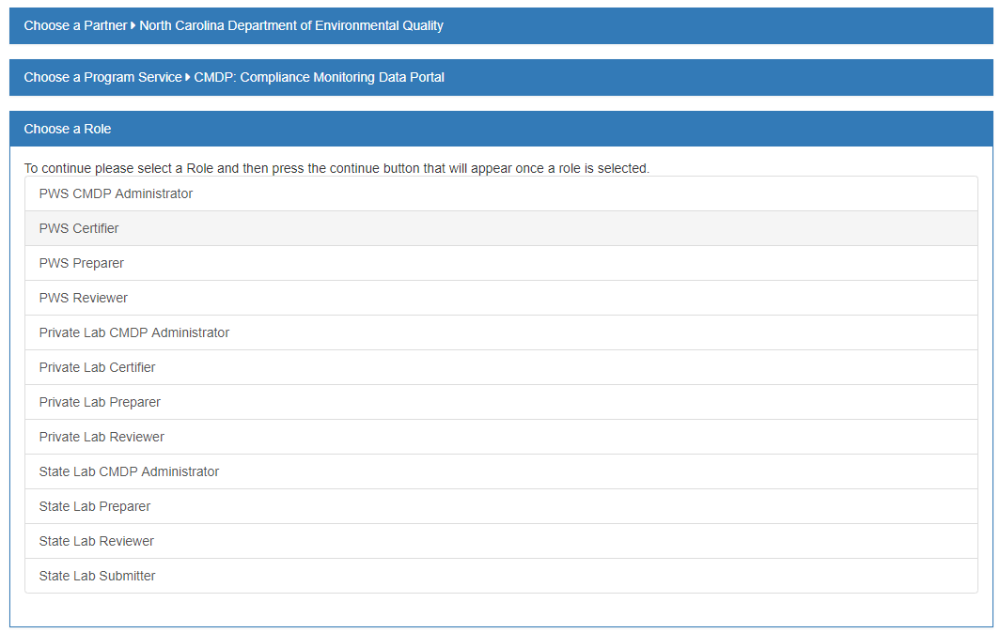 Choose a Partner North Carolina Department of Environmental Quality
Choose a Program Service CMDP: Compliance Monitoring Data Portal
Choose a Role
To continue please select a Role and then press the continue button that will appear once a role is selected.
PWS CMDP Administrator
PWS Certifier
PWS Preparer
PWS Reviewer
Private Lab CMDP Administrator
Private Lab Certifier
Private Lab Preparer
Private Lab Reviewer
State Lab CMDP Administrator
State Lab Preparer
State Lab Reviewer
State Lab Submitter